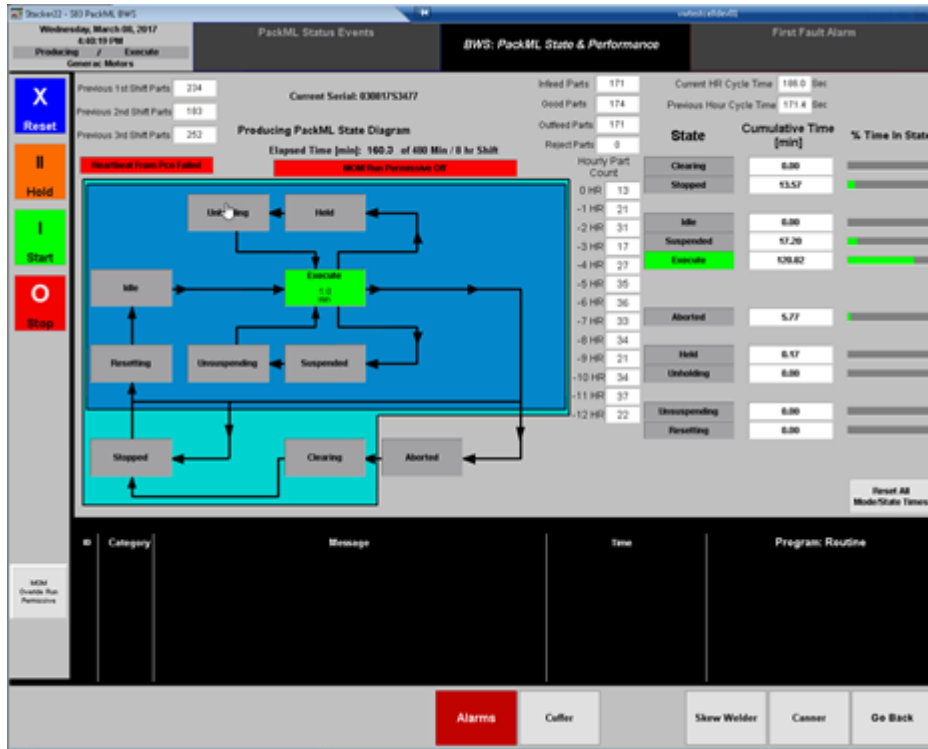 Stacker22 - S83 PackML BWS
Wednesday, March 08, 2017
4:48:19 PM
Producing / Execute
Generac Motors
PackML Status Events
BWS: PackML State & Performance
First Fault Alarm
X
Reset
II
Hold
I
Start
O
Stop
MOM
Override Run
Permissive
Previous 1st Shift Parts 234
Previous 2nd Shift Parts 183
Previous 3rd Shift Parts 252
Current Serial: 03081753477
Producing PackML State Diagram
Elapsed Time [min]: 160.3 of 480 Min / 8 hr Shift
Heartbeat From Pco Failed
MOM Run Permissive Off
Infeed Parts 171
Good Parts 174
Outfeed Parts 171
Reject Parts 0
Hourly Part
Count
0 HR 13
-1 HR 21
-2 HR 31
-3 HR 17
-4 HR 27
-5 HR 35
-6 HR 36
-7 HR 33
-8 HR 34
-9 HR 21
-10 HR 34
-11 HR 37
-12 HR 22
Held
Execute
1.0
min
Idle
Resetting
Unsuspending
Suspended
Stopped
Clearing
Aborted
Current HR Cycle Time 186.0 Sec
Previous Hour Cycle Time 171.4 Sec
State
Cumulative Time
[min]
% Time In State
Clearing 0.00
Stopped 13.57
Idle 0.00
Suspended 17.20
Execute 120.82
Aborted 5.77
Held 0.17
Unholding 0.00
Unsuspending 0.00
Resetting 0.00
Reset All
Mode/State Times
ID Category Message Time Program: Routine
Alarms
Cuffer
Skew Welder
Canner
Go Back